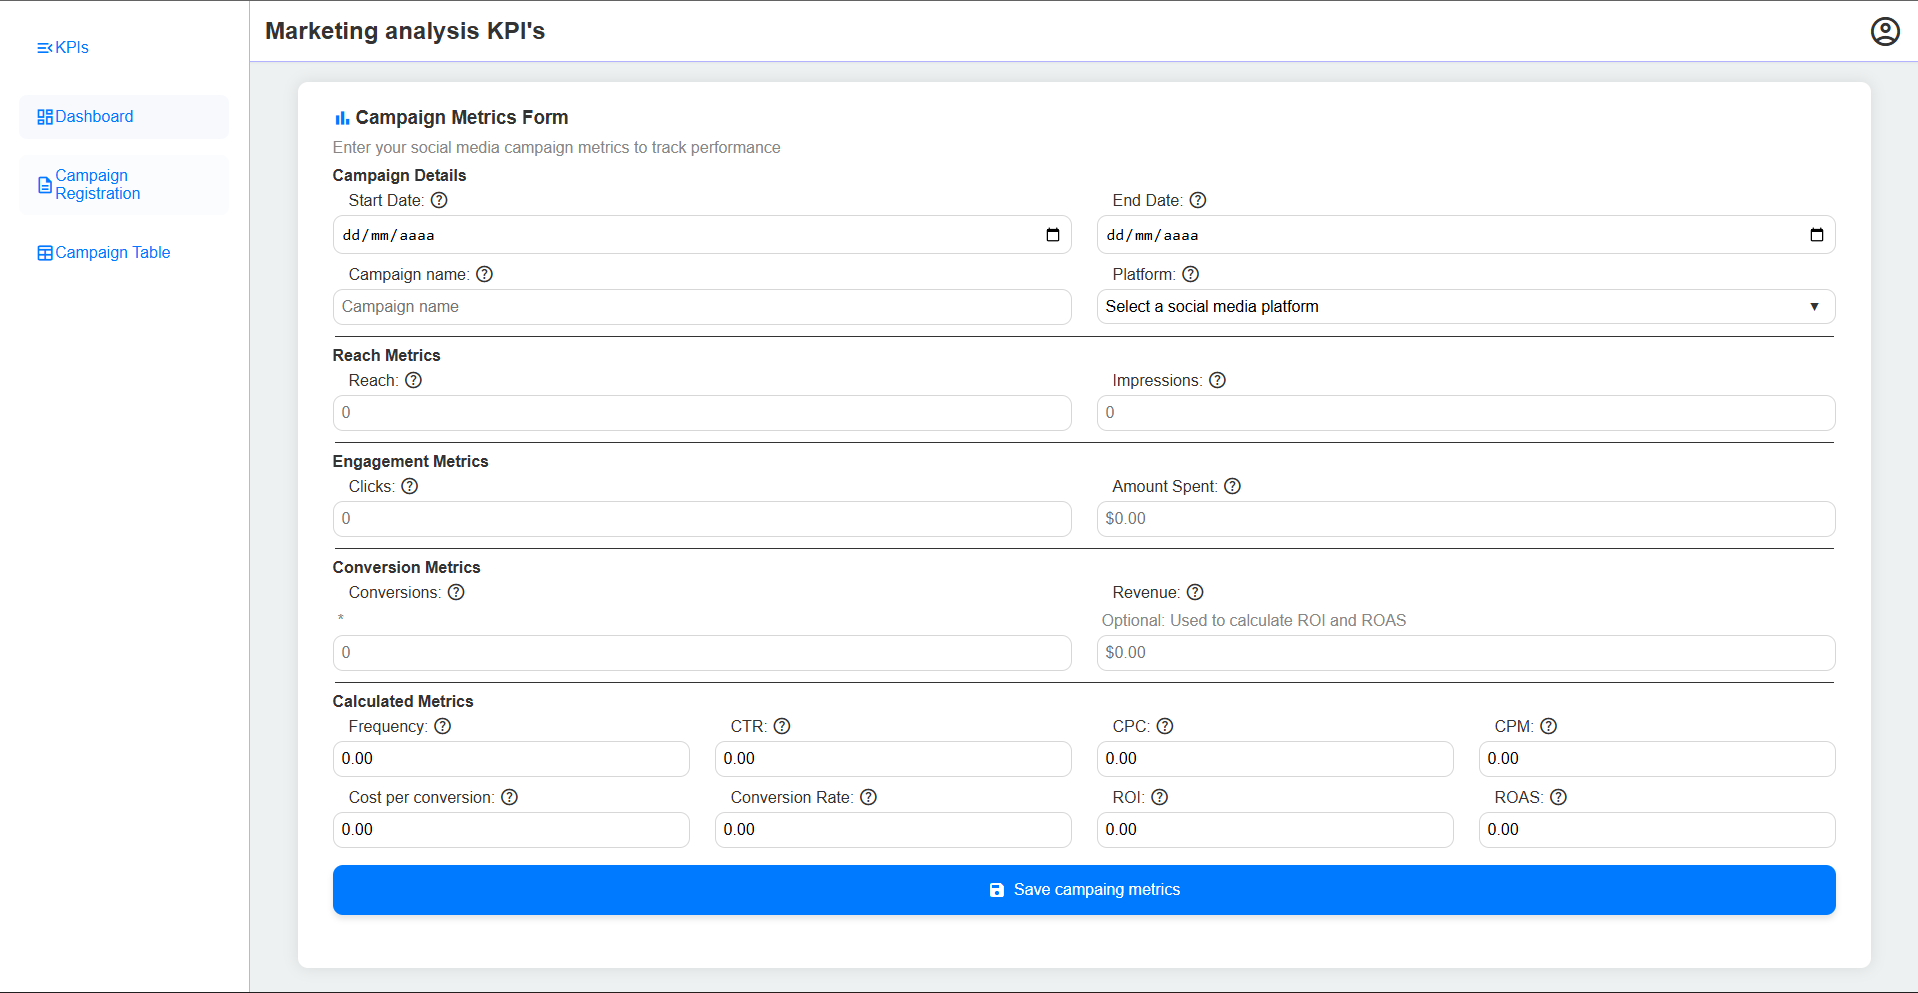 Marketing analysis KPI's
KPIs
Dashboard
Campaign
Registration
Campaign Table
Campaign Metrics Form
Enter your social media campaign metrics to track performance
Campaign Details
Start Date:
End Date:
dd/mm/aaaa
dd/mm/aaaa
Campaign name:
Platform:
Campaign name
Select a social media platform
Reach Metrics
Reach:
Impressions:
0
0
Engagement Metrics
Clicks:
Amount Spent:
0
$0.00
Conversion Metrics
Conversions:
Revenue:
*
Optional: Used to calculate ROI and ROAS
0
$0.00
Calculated Metrics
Frequency:
CTR:
CPC:
CPM:
0.00
0.00
0.00
0.00
Cost per conversion:
Conversion Rate:
ROI:
ROAS:
0.00
0.00
0.00
0.00
Save campaing metrics